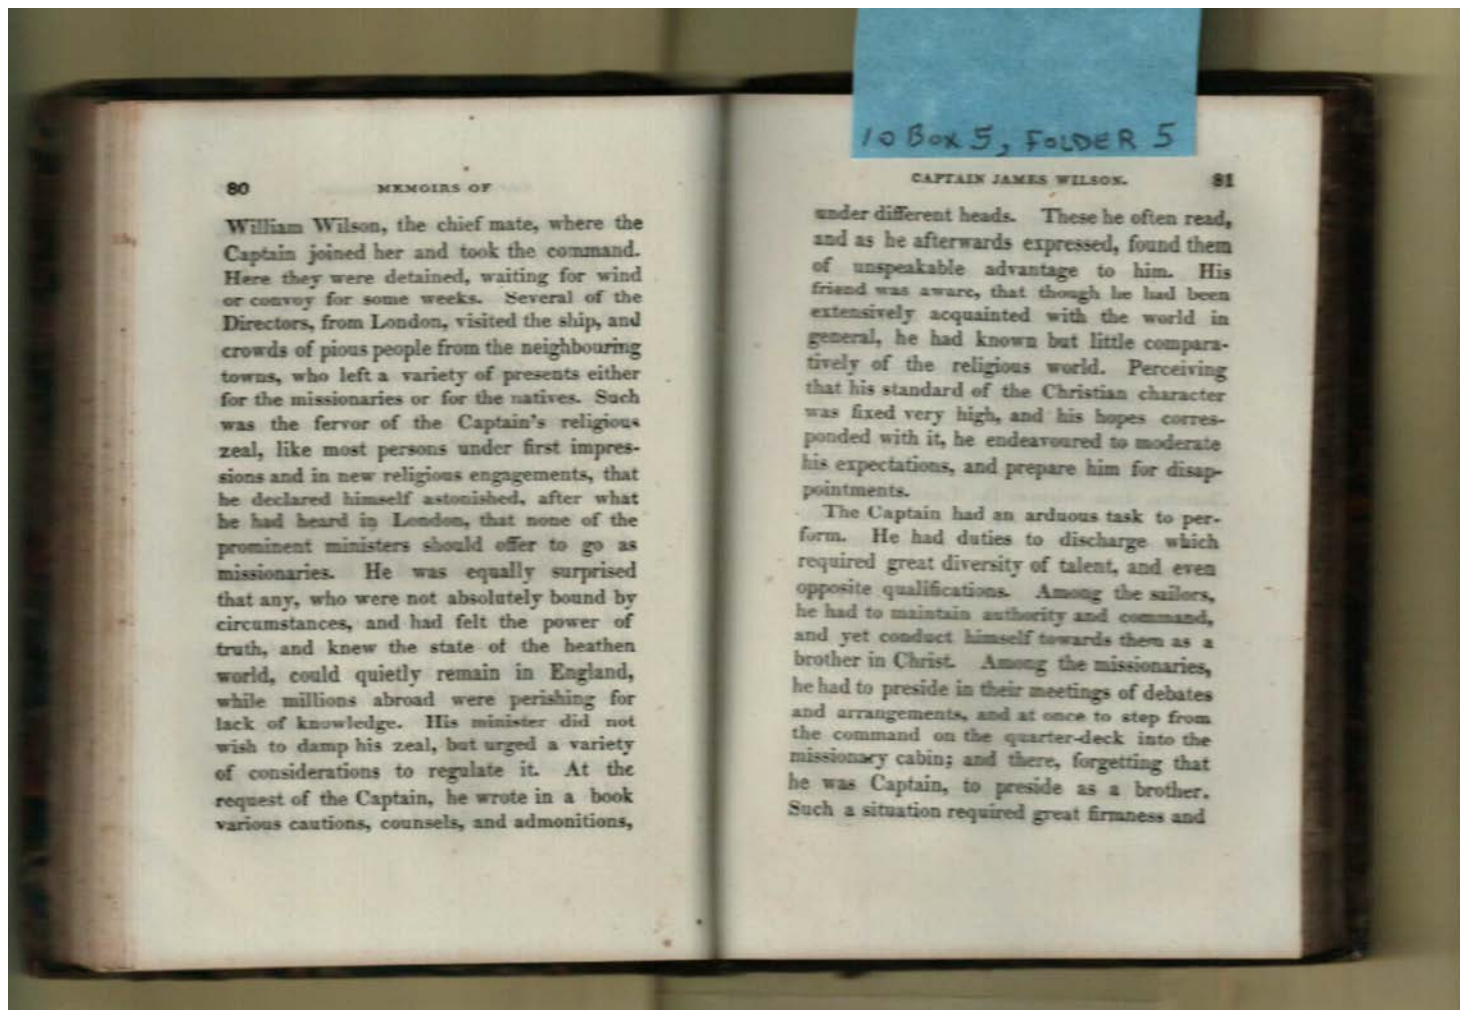 10 Box 5, FOLDER 5
80 MEMOIRS OF
William Wilson, the chief mate, where the
Captain joined her and took the command.
Here they were detained, waiting for wind
or convoy for some weeks. Several of the
Directors, from London, visited the ship, and
crowds of pious people from the neighbouring
towns, who left a variety of presents either
for the missionaries or for the natives. Such
was the fervor of the Captain's religious
zeal, like most persons under first impres-
sions and in new religious engagements, that
he declared himself astonished, after what
he had heard in London, that none of the
prominent ministers should offer to go as
missionaries. He was equally surprised
that any, who were not absolutely bound by
circumstances, and had felt the power of
truth, and knew the state of the heathen
world, could quietly remain in England,
while millions abroad were perishing for
lack of knowledge. His minister did not
wish to damp his zeal, but urged a variety
of considerations to regulate it. At the
request of the Captain, he wrote in a book
various cautions, counsels, and admonitions,
CAPTAIN JAMES WILSON. 81
under different heads. These he often read,
and as he afterwards expressed, found them
of unspeakable advantage to him. His
friend was aware, that though he had been
extensively acquainted with the world in
general, he had known but little compara-
tively of the religious world. Perceiving
that his standard of the Christian character
was fixed very high, and his hopes corres-
ponded with it, he endeavoured to moderate
his expectations, and prepare him for disap-
pointments.
The Captain had an arduous task to per-
form. He had duties to discharge which
required great diversity of talent, and even
opposite qualifications. Among the sailors,
he had to maintain authority and command,
and yet conduct himself towards them as a
brother in Christ. Among the missionaries,
he had to preside in their meetings of debates
and arrangements, and at once to step from
the command on the quarter-deck into the
missionary cabin; and there, forgetting that
he was Captain, to preside as a brother.
Such a situation required great firmness and